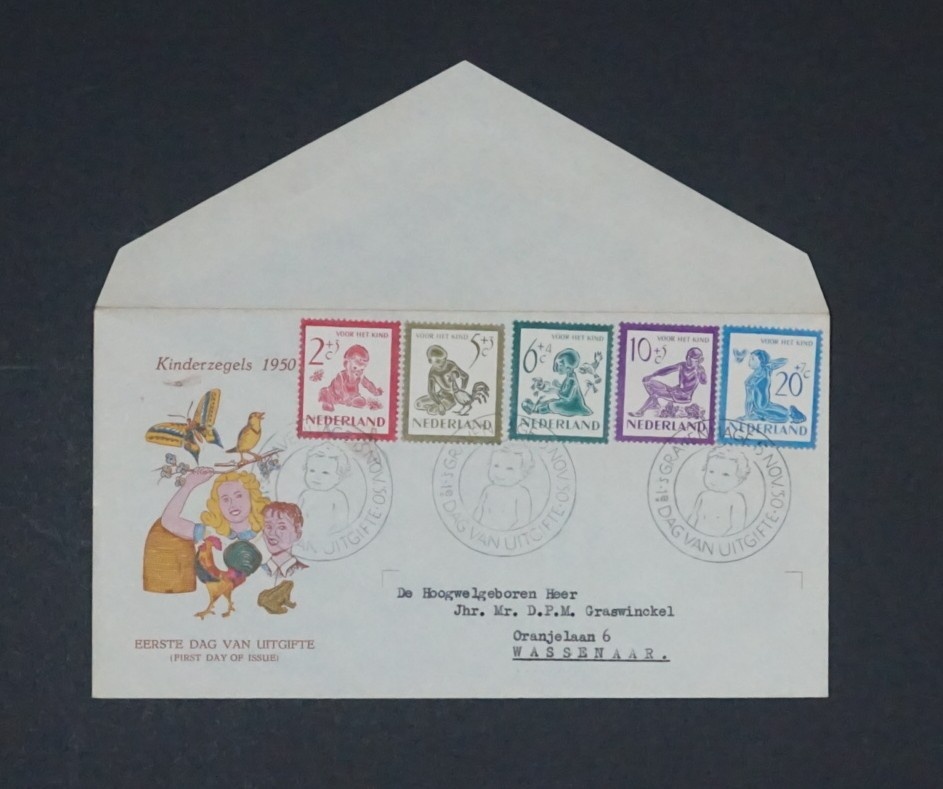 Kinderzegels 1950
VOOR HET KIND
2+3 c
NEDERLAND
VOOR HET KIND
5+3 c
NEDERLAND
VOOR HET KIND
6+4 c
NEDERLAND
VOOR HET KIND
10+5 c
NEDERLAND
VOOR HET KIND
20+7 c
NEDERLAND
DAG VAN UITGIFTE
DAG VAN UITGIFTE
NOV.50
DAG VAN UITGIFTE
De Hoogwelgeboren Heer
Jhr. Mr. D.P.M. Graswinckel
Oranjelaan 6
WASSENAAR.
EERSTE DAG VAN UITGIFTE
(FIRST DAY OF ISSUE)